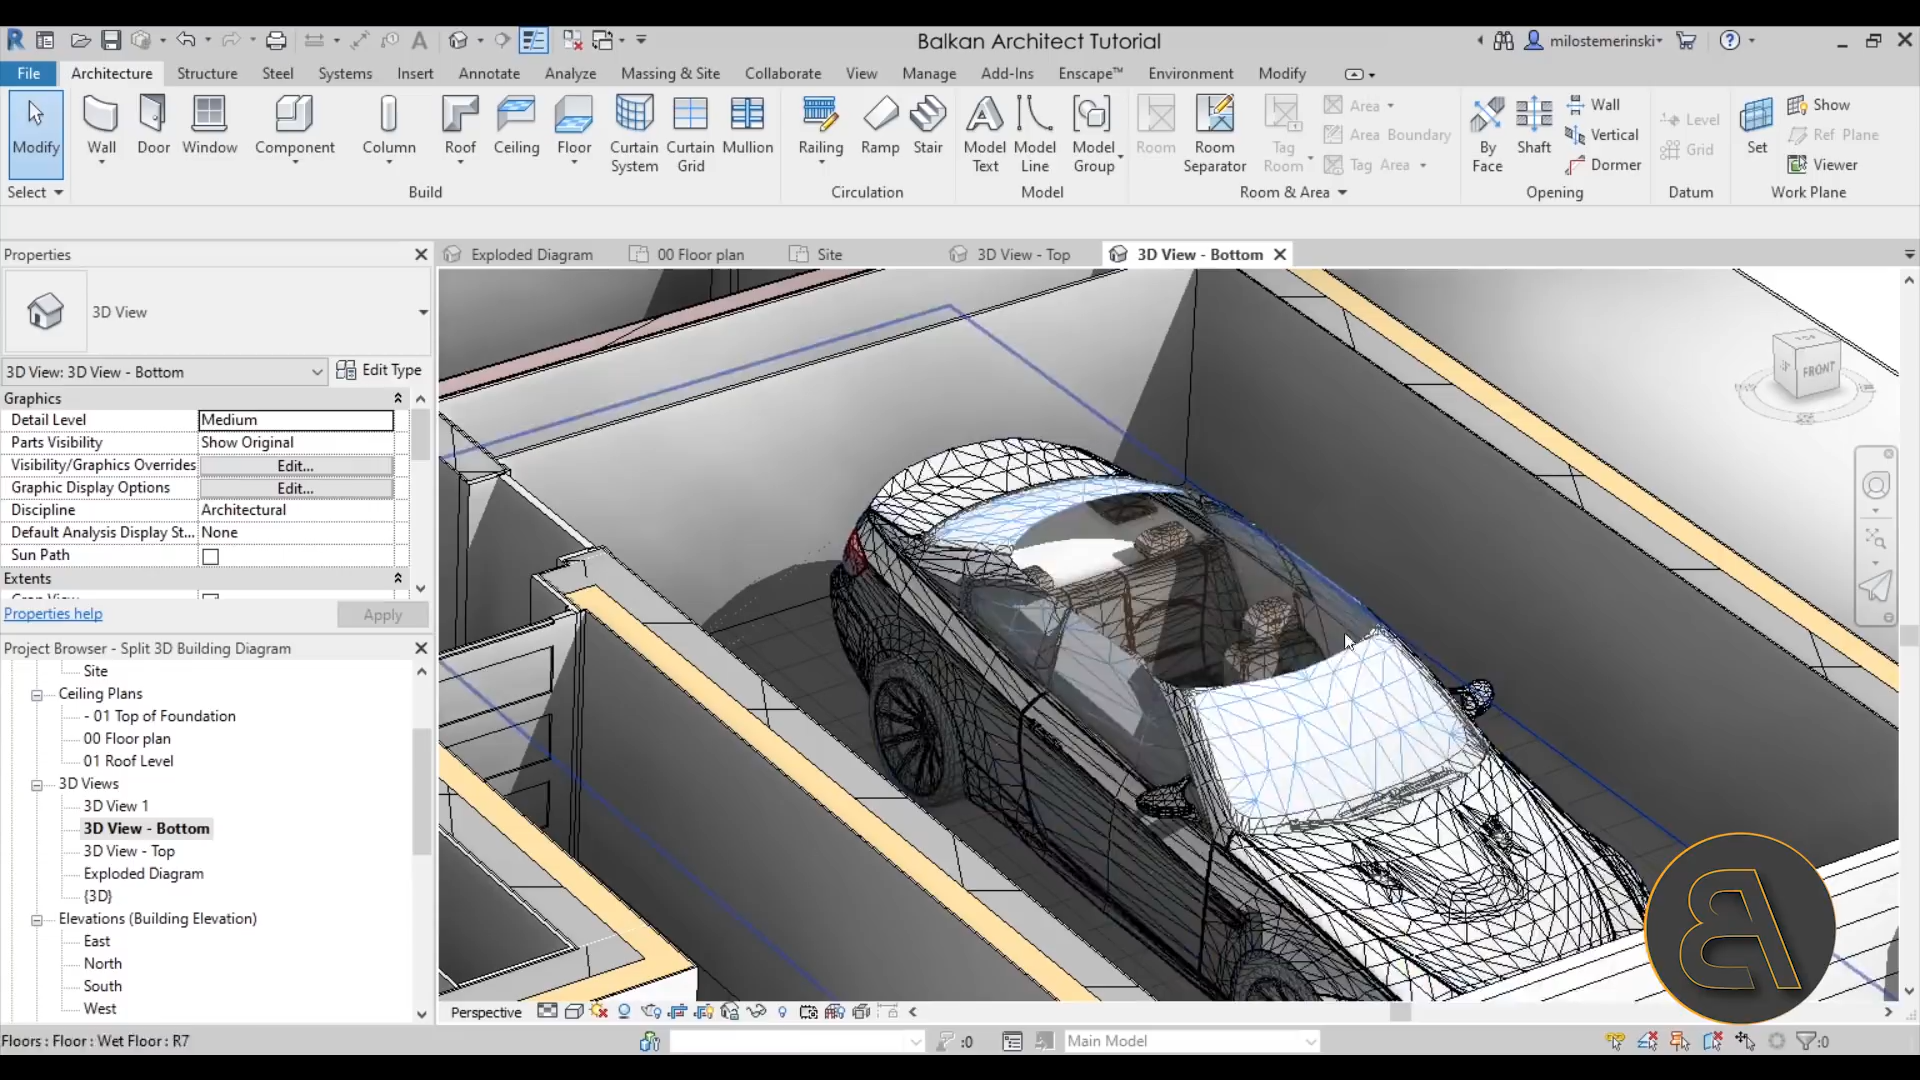 Balkan Architect Tutorial
milostemerinski
File Architecture Structure Steel Systems Insert Annotate Analyze Massing & Site Collaborate View Manage Add-Ins Enscape™ Environment Modify
Modify Wall Door Window Component Column Roof Ceiling Floor Curtain System Curtain Grid Mullion Railing Ramp Stair Model Text Model Line Model Group Room Room Separator Tag Room By Face Shaft Set
Area
Area Boundary
Tag Area
Wall
Vertical
Dormer
Level
Grid
Show
Ref Plane
Viewer
Select Build Circulation Model Room & Area Opening Datum Work Plane
Properties
Exploded Diagram 00 Floor plan Site 3D View - Top 3D View - Bottom
3D View
3D View: 3D View - Bottom Edit Type
Graphics
Detail Level Medium
Parts Visibility Show Original
Visibility/Graphics Overrides Edit...
Graphic Display Options Edit...
Discipline Architectural
Default Analysis Display St... None
Sun Path
Extents
Properties help Apply
Project Browser - Split 3D Building Diagram
Site
Ceiling Plans
- 01 Top of Foundation
00 Floor plan
01 Roof Level
3D Views
3D View 1
3D View - Bottom
3D View - Top
Exploded Diagram
{3D}
Elevations (Building Elevation)
East
North
South
West
FRONT
Perspective
Floors : Floor : Wet Floor : R7
:0
Main Model
:0